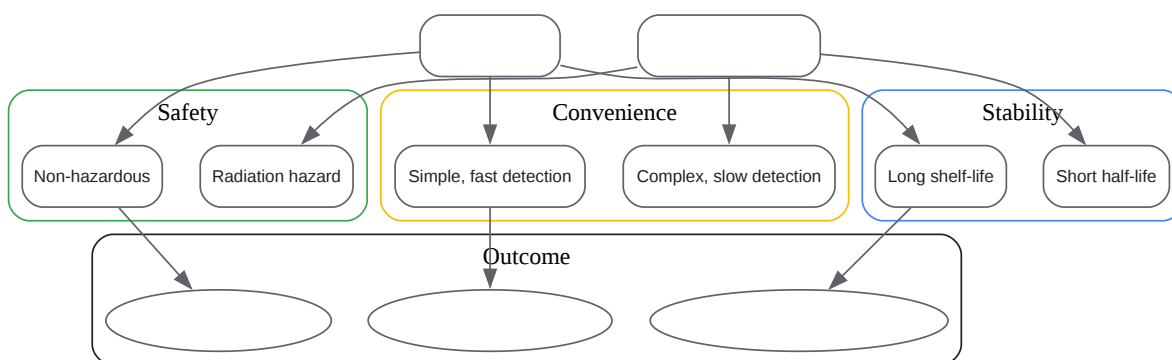 Safety
Convenience
Stability
Non-hazardous
Radiation hazard
Simple, fast detection
Complex, slow detection
Long shelf-life
Short half-life
Outcome